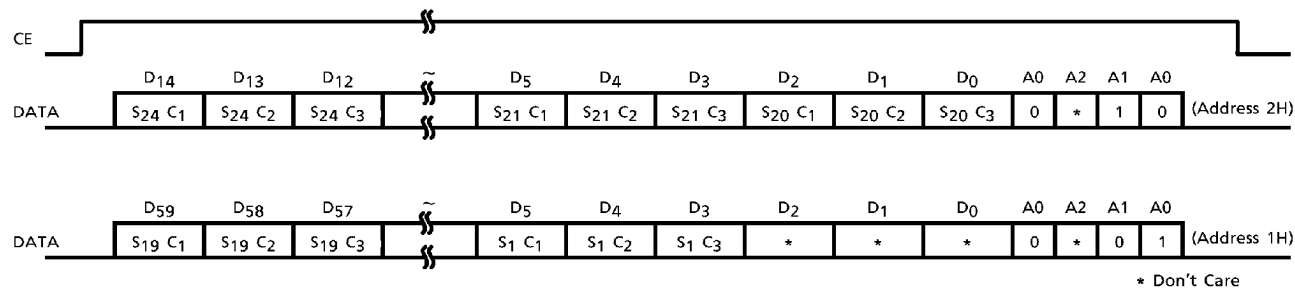 CE
D14 D13 D12 ~ D5 D4 D3 D2 D1 D0 A0 A2 A1 A0
DATA S24 C1 S24 C2 S24 C3 S21 C1 S21 C2 S21 C3 S20 C1 S20 C2 S20 C3 0 * 1 0 (Address 2H)
D59 D58 D57 ~ D5 D4 D3 D2 D1 D0 A0 A2 A1 A0
DATA S19 C1 S19 C2 S19 C3 S1 C1 S1 C2 S1 C3 * * * 0 * 0 1 (Address 1H)
* Don't Care